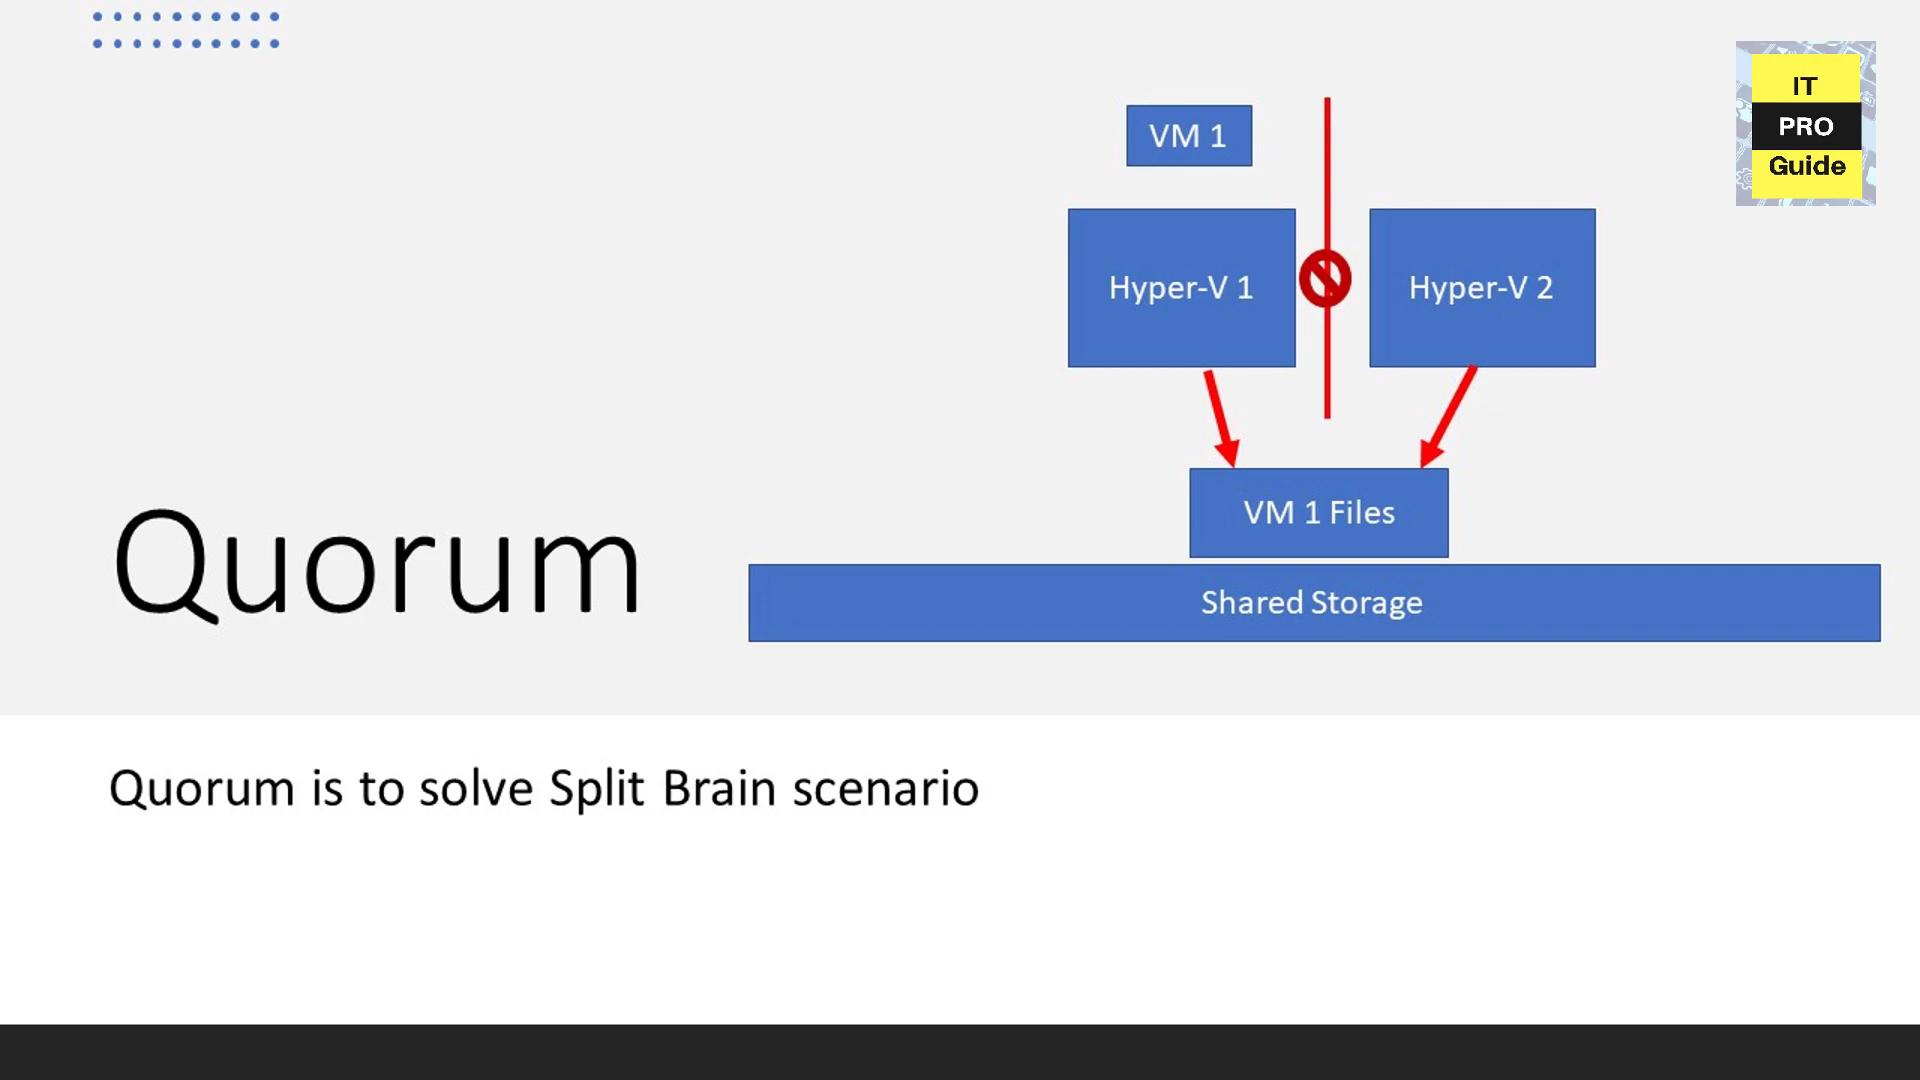 IT
PRO
Guide
VM 1
Hyper-V 1
Hyper-V 2
VM 1 Files
Shared Storage
Quorum
Quorum is to solve Split Brain scenario